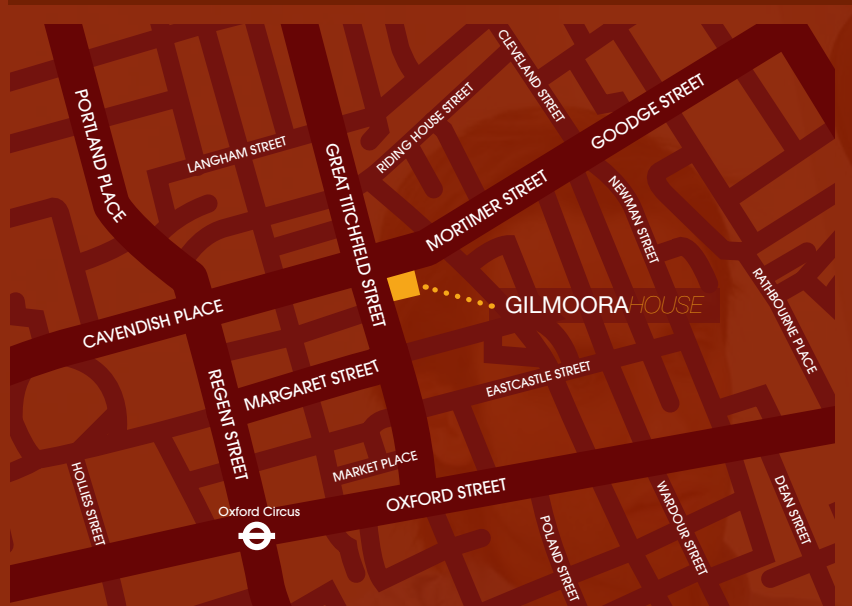 CLEVELAND STREET
GOODGE STREET
PORTLAND PLACE
RIDING HOUSE STREET
LANGHAM STREET
GREAT TITCHFIELD STREET
MORTIMER STREET
NEWMAN STREET
GILMOORAHOUSE
RATHBOURNE PLACE
CAVENDISH PLACE
MARGARET STREET
REGENT STREET
EASTCASTLE STREET
MARKET PLACE
HOLLIES STREET
OXFORD STREET
Oxford Circus
WARDOUR STREET
DEAN STREET
POLAND STREET